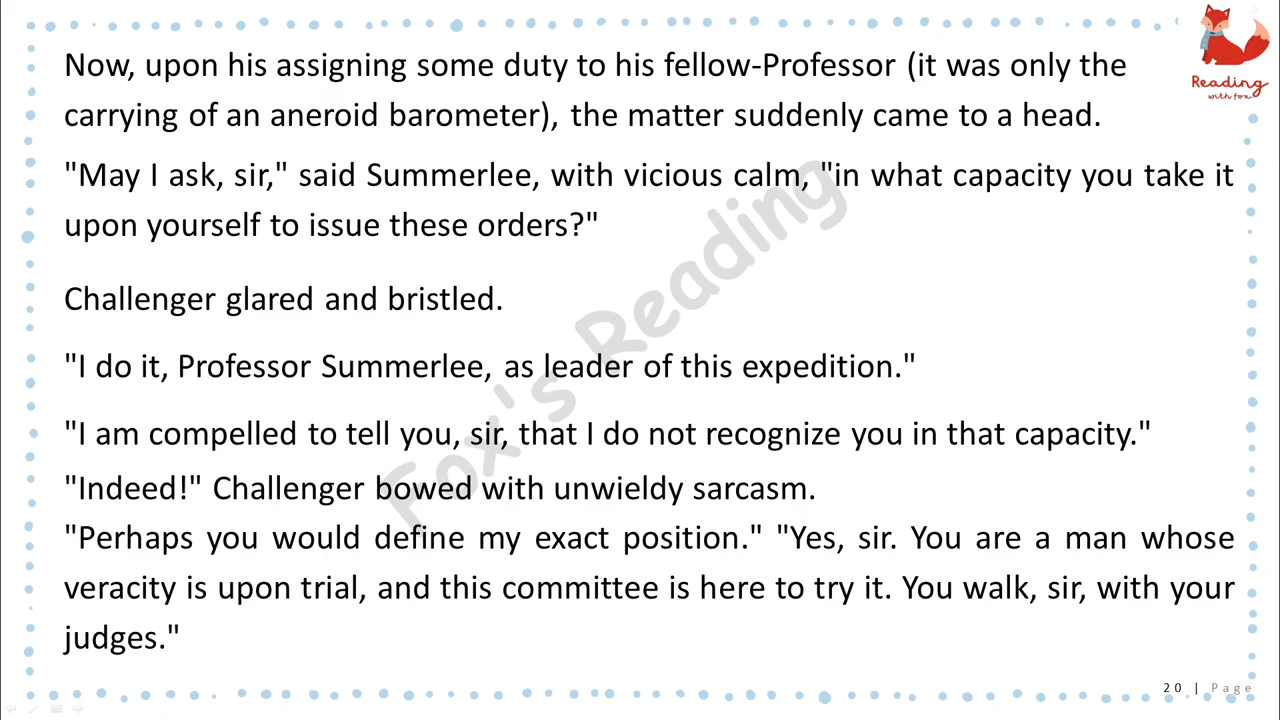 Now, upon his assigning some duty to his fellow-Professor (it was only the
carrying of an aneroid barometer), the matter suddenly came to a head.
"May I ask, sir," said Summerlee, with vicious calm, "in what capacity you take it
upon yourself to issue these orders?"
Challenger glared and bristled.
"I do it, Professor Summerlee, as leader of this expedition."
"I am compelled to tell you, sir, that I do not recognize you in that capacity."
"Indeed!" Challenger bowed with unwieldy sarcasm.
"Perhaps you would define my exact position." "Yes, sir. You are a man whose
veracity is upon trial, and this committee is here to try it. You walk, sir, with your
judges."
Reading
with fox
Fox's Reading
20 | Page